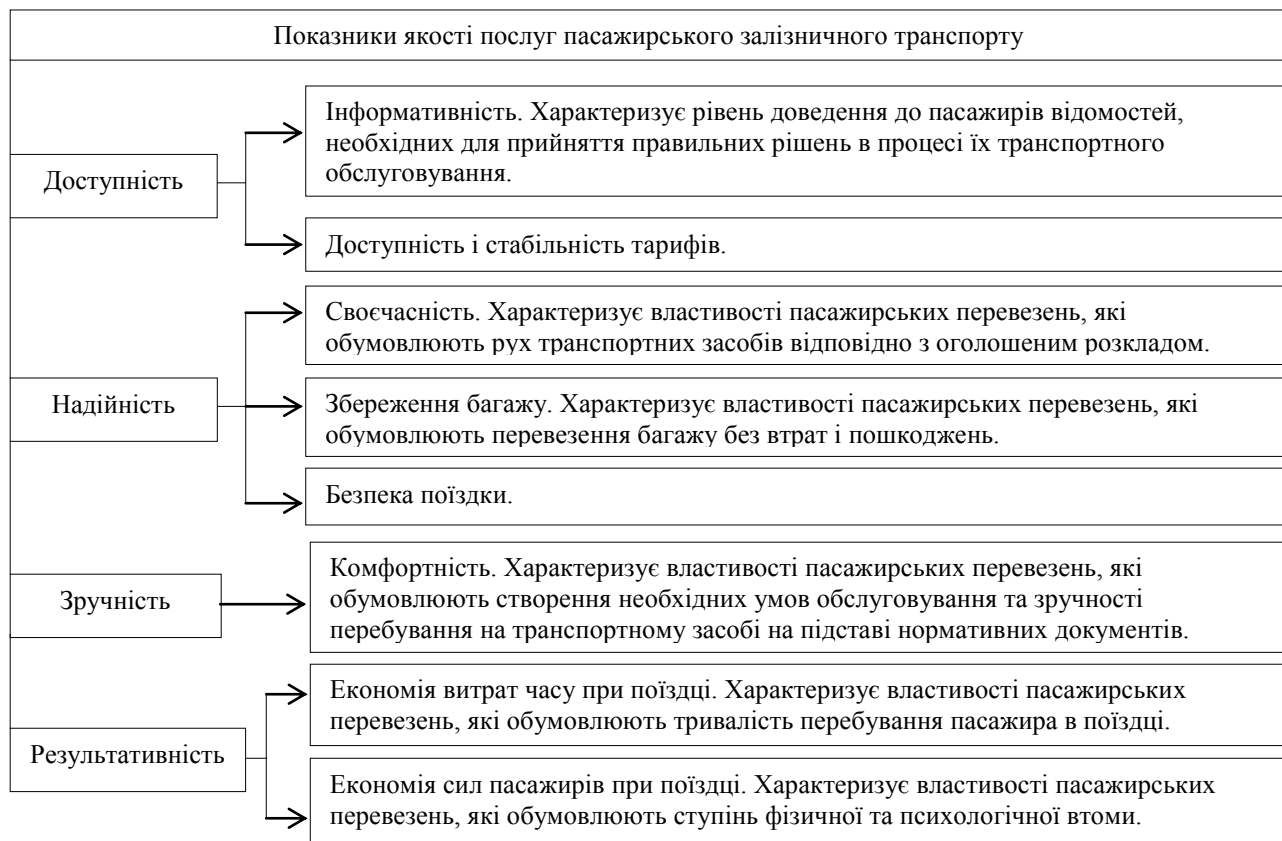 Показники якості послуг пасажирського залізничного транспорту
Доступність
Інформативність. Характеризує рівень доведення до пасажирів відомостей,
необхідних для прийняття правильних рішень в процесі їх транспортного
обслуговування.
Доступність і стабільність тарифів.
Надійність
Своєчасність. Характеризує властивості пасажирських перевезень, які
обумовлюють рух транспортних засобів відповідно з оголошеним розкладом.
Збереження багажу. Характеризує властивості пасажирських перевезень, які
обумовлюють перевезення багажу без втрат і пошкоджень.
Безпека поїздки.
Зручність
Комфортність. Характеризує властивості пасажирських перевезень, які
обумовлюють створення необхідних умов обслуговування та зручності
перебування на транспортному засобі на підставі нормативних документів.
Результативність
Економія витрат часу при поїздці. Характеризує властивості пасажирських
перевезень, які обумовлюють тривалість перебування пасажира в поїздці.
Економія сил пасажирів при поїздці. Характеризує властивості пасажирських
перевезень, які обумовлюють ступінь фізичної та психологічної втоми.